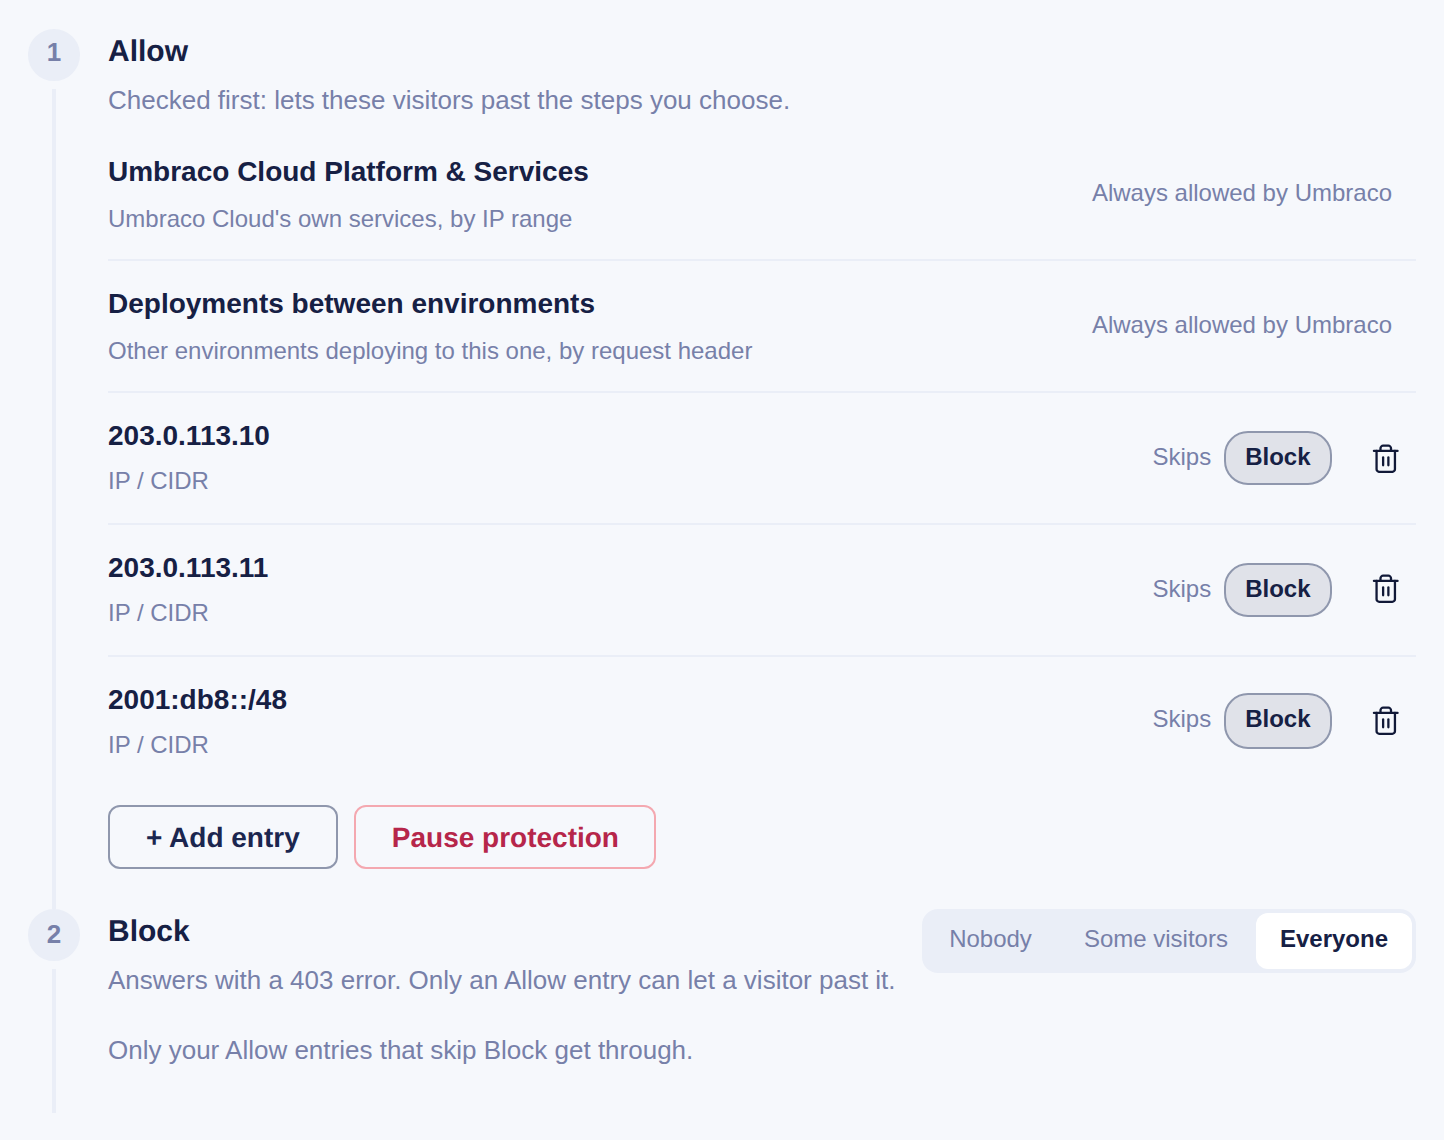 1
Allow
Checked first: lets these visitors past the steps you choose.
Umbraco Cloud Platform & Services
Umbraco Cloud's own services, by IP range
Always allowed by Umbraco
Deployments between environments
Other environments deploying to this one, by request header
Always allowed by Umbraco
203.0.113.10
IP / CIDR
Skips Block
203.0.113.11
IP / CIDR
Skips Block
2001:db8::/48
IP / CIDR
Skips Block
+ Add entry Pause protection
2
Block
Nobody Some visitors Everyone
Answers with a 403 error. Only an Allow entry can let a visitor past it.
Only your Allow entries that skip Block get through.